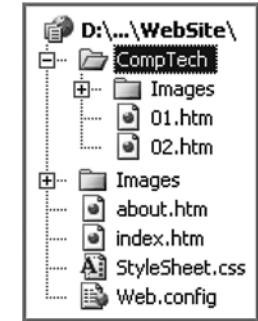 D:\...\WebSite\
CompTech
Images
01.htm
02.htm
Images
about.htm
index.htm
StyleSheet.css
Web.config